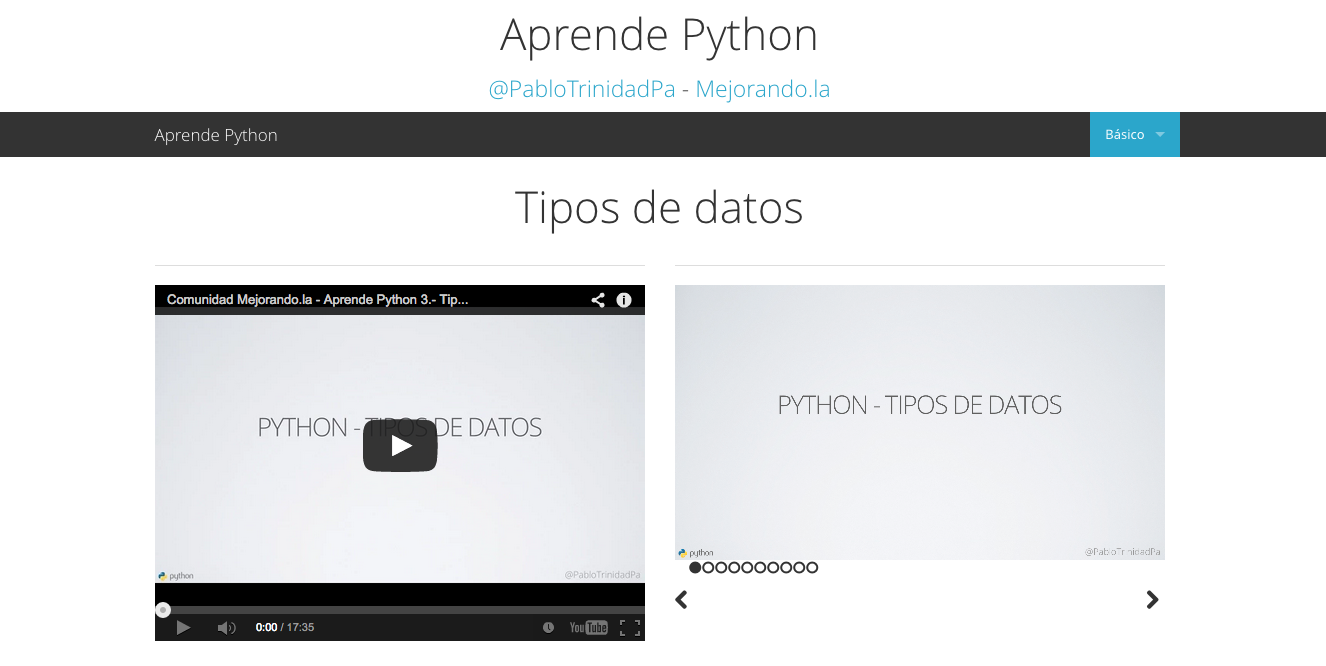 Aprende Python
@PabloTrinidadPa - Mejorando.la
Aprende Python
Básico
Tipos de datos
Comunidad Mejorando.la - Aprende Python 3.- Tip...
PYTHON - TIPOS DE DATOS
python
@PabloTrinidadPa
0:00 / 17:35
YouTube
PYTHON - TIPOS DE DATOS
python
@PabloTrinidadPa